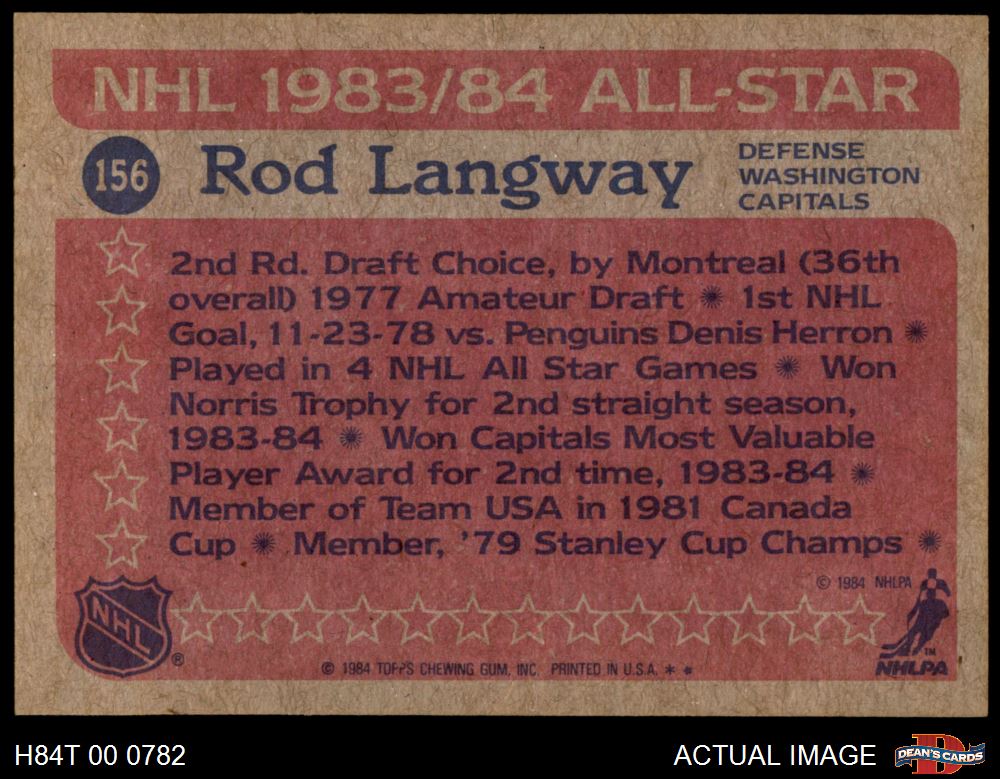 NHL 1983/84 ALL-STAR
156
Rod Langway
DEFENSE
WASHINGTON
CAPITALS
2nd Rd. Draft Choice, by Montreal (36th
overall) 1977 Amateur Draft ✺ 1st NHL
Goal, 11-23-78 vs. Penguins Denis Herron ✺
Played in 4 NHL All Star Games ✺ Won
Norris Trophy for 2nd straight season,
1983-84 ✺ Won Capitals Most Valuable
Player Award for 2nd time, 1983-84 ✺
Member of Team USA in 1981 Canada
Cup ✺ Member, '79 Stanley Cup Champs ✺
© 1984 NHLPA
NHL
®
TM
NHLPA
© 1984 TOPPS CHEWING GUM, INC. PRINTED IN U.S.A. * *
H84T 00 0782
ACTUAL IMAGE
DEAN'S CARDS